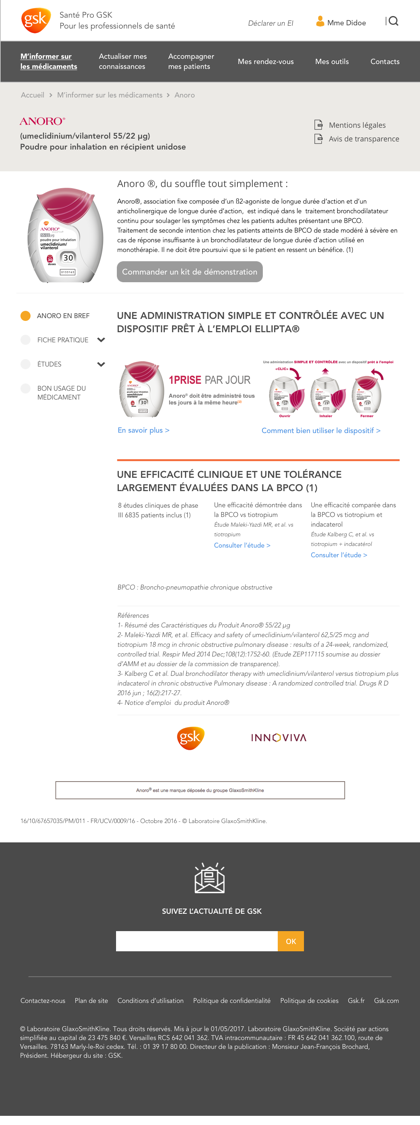 gsk
Santé Pro GSK
Pour les professionnels de santé
Déclarer un EI
Mme Didoe
M'informer sur
les médicaments
Actualiser mes
connaissances
Accompagner
mes patients
Mes rendez-vous
Mes outils
Contacts
Accueil > M'informer sur les médicaments > Anoro
ANORO®
(umeclidinium/vilanterol 55/22 µg)
Poudre pour inhalation en récipient unidose
Mentions légales
Avis de transparence
Anoro ®, du souffle tout simplement :
Anoro®, association fixe composée d'un ß2-agoniste de longue durée d'action et d'un
anticholinergique de longue durée d'action, est indiqué dans le traitement bronchodilatateur
continu pour soulager les symptômes chez les patients adultes présentant une BPCO.
Traitement de seconde intention chez les patients atteints de BPCO de stade modéré à sévère en
cas de réponse insuffisante à un bronchodilatateur de longue durée d'action utilisé en
monothérapie. Il ne doit être poursuivi que si le patient en ressent un bénéfice. (1)
ANORO®
poudre pour inhalation
umeclidinium/
vilanterol
30
Commander un kit de démonstration
ANORO EN BREF
FICHE PRATIQUE
ÉTUDES
BON USAGE DU
MÉDICAMENT
UNE ADMINISTRATION SIMPLE ET CONTRÔLÉE AVEC UN
DISPOSITIF PRÊT À L'EMPLOI ELLIPTA®
1PRISE PAR JOUR
Anoro® doit être administré tous
les jours à la même heure
Une administration SIMPLE ET CONTRÔLÉE avec un dispositif prêt à l'emploi
«CLIC»
Ouvrir
Inhaler
Fermer
En savoir plus >
Comment bien utiliser le dispositif >
UNE EFFICACITÉ CLINIQUE ET UNE TOLÉRANCE
LARGEMENT ÉVALUÉES DANS LA BPCO (1)
8 études cliniques de phase
III 6835 patients inclus (1)
Une efficacité démontrée dans
la BPCO vs tiotropium
Etude Maleki-Yazdi MR, et al. vs
tiotropium
Consulter l'étude >
Une efficacité comparée dans
la BPCO vs tiotropium et
indacaterol
Etude Kalberg C, et al. vs
tiotropium + indacatérol
Consulter l'étude >
BPCO : Broncho-pneumopathie chronique obstructive
Références
1- Résumé des Caractéristiques du Produit Anoro® 55/22 µg
2- Maleki-Yazdi MR, et al. Efficacy and safety of umeclidinium/vilanterol 62,5/25 mcg and
tiotropium 18 mcg in chronic obstructive pulmonary disease : results of a 24-week, randomized,
controlled trial. Respir Med 2014 Dec;108(12):1752-60. (Etude ZEP117115 soumise au dossier
d'AMM et au dossier de la commission de transparence).
3- Kalberg C et al. Dual bronchodilator therapy with umeclidinium/vilanterol versus tiotropium plus
indacaterol in chronic obstructive Pulmonary disease : A randomized controlled trial. Drugs R D
2016 jun ; 16(2):217-27.
4- Notice d'emploi du produit Anoro®
gsk
INNOVIVA
Anoro® est une marque déposée du groupe GlaxoSmithKline
16/10/67657035/PM/011 - FR/UCV/0009/16 - Octobre 2016 - © Laboratoire GlaxoSmithKline.
SUIVEZ L'ACTUALITÉ DE GSK
OK
Contactez-nous
Plan de site
Conditions d'utilisation
Politique de confidentialité
Politique de cookies
Gsk.fr
Gsk.com
© Laboratoire GlaxoSmithKline. Tous droits réservés. Mis à jour le 01/05/2017. Laboratoire GlaxoSmithKline. Société par actions
simplifiée au capital de 23 475 840 €. Versailles RCS 642 041 362. TVA intracommunautaire : FR 45 642 041 362.100, route de
Versailles. 78163 Marly-le-Roi cedex. Tél. : 01 39 17 80 00. Directeur de la publication : Monsieur Jean-François Brochard,
Président. Hébergeur du site : GSK.